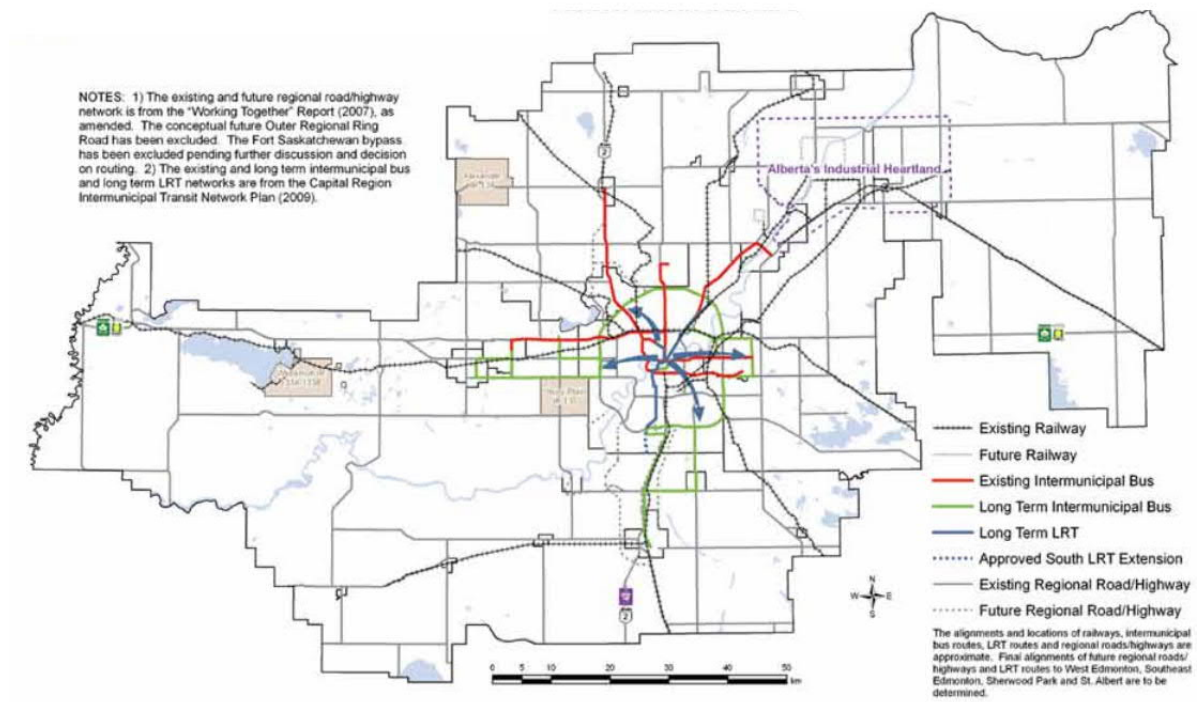 NOTES: 1) The existing and future regional road/highway
network is from the "Working Together" Report (2007), as
amended. The conceptual future Outer Regional Ring
Road has been excluded. The Fort Saskatchewan bypass
has been excluded pending further discussion and decision
on routing. 2) The existing and long term intermunicipal bus
and long term LRT networks are from the Capital Region
Intermunicipal Transit Network Plan (2009).
2
Alberta's Industrial Heartland
Existing Railway
Future Railway
Existing Intermunicipal Bus
Long Term Intermunicipal Bus
Long Term LRT
Approved South LRT Extension
Existing Regional Road/Highway
Future Regional Road/Highway
N
W E
S
2
The alignments and locations of railways, intermunicipal
bus routes, LRT routes and regional roads/highways are
approximate. Final alignments of future regional roads/
highways and LRT routes to West Edmonton, Southeast
Edmonton, Sherwood Park and St. Albert are to be
determined.
0 5 10 20 30 40 50
km